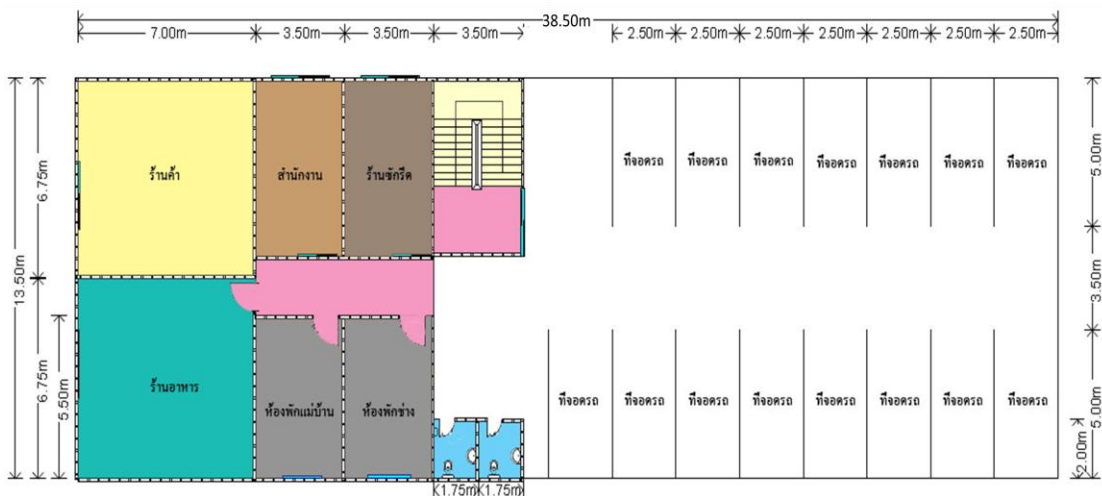 38.50m
7.00m 3.50m 3.50m 3.50m 2.50m 2.50m 2.50m 2.50m 2.50m 2.50m 2.50m
13.50m
6.75m
6.75m
5.50m
ร้านค้า
สำนักงาน
ร้านซักรีด
ที่จอดรถ ที่จอดรถ ที่จอดรถ ที่จอดรถ ที่จอดรถ ที่จอดรถ ที่จอดรถ
5.00m
3.50m
5.00m
2.00m
ร้านอาหาร
ห้องพักแม่บ้าน
ห้องพักช่าง
ที่จอดรถ ที่จอดรถ ที่จอดรถ ที่จอดรถ ที่จอดรถ ที่จอดรถ ที่จอดรถ ที่จอดรถ
1.75m 1.75m